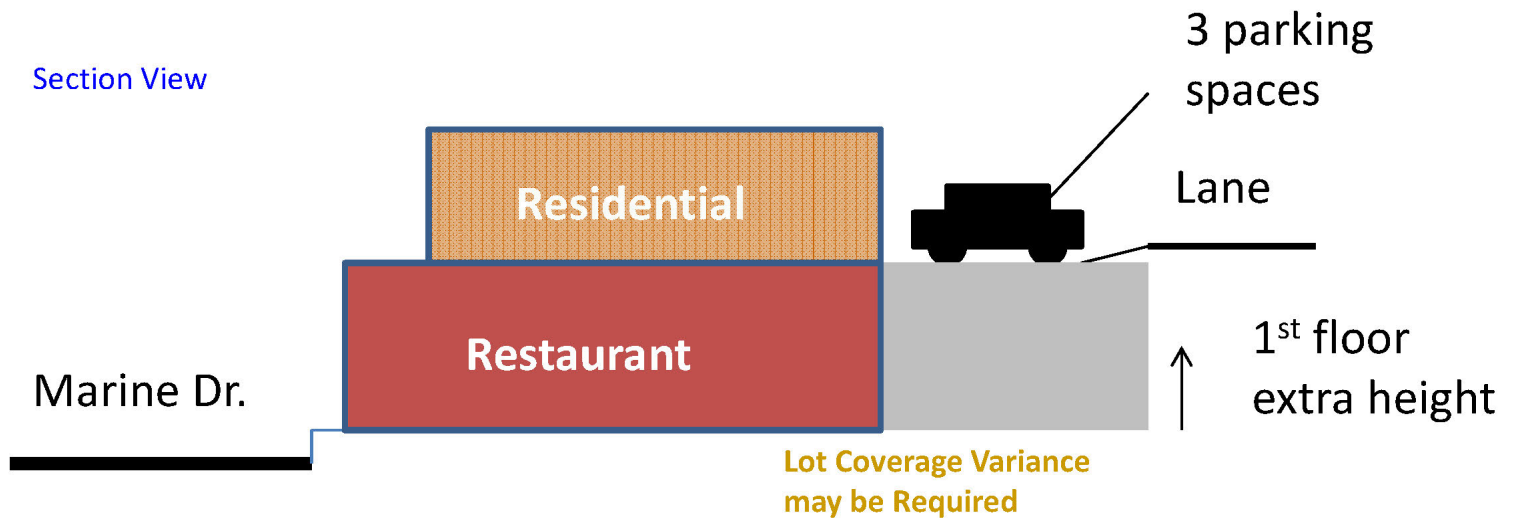 Section View
3 parking
spaces
Residential
Lane
Restaurant
1st floor
extra height
Marine Dr.
Lot Coverage Variance
may be Required